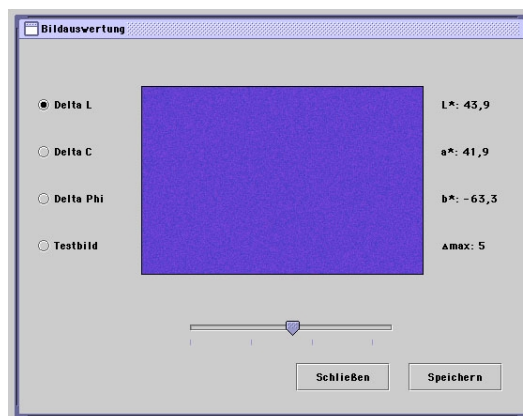 Bildauswertung
Delta L
L*: 43,9
Delta C
a*: 41,9
Delta Phi
b*: -63,3
Testbild
Δmax: 5
Schließen
Speichern